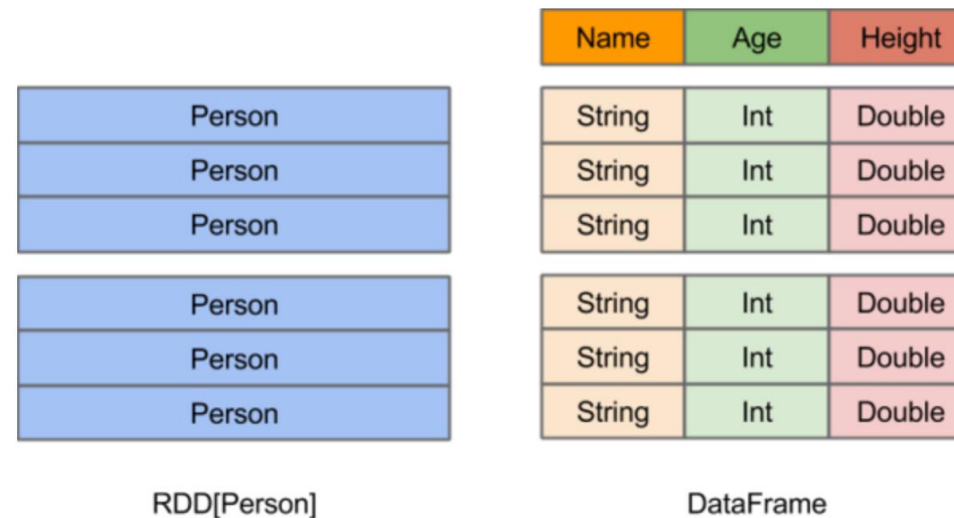 Name Age Height
Person String Int Double
Person String Int Double
Person String Int Double
Person String Int Double
Person String Int Double
Person String Int Double
RDD[Person] DataFrame